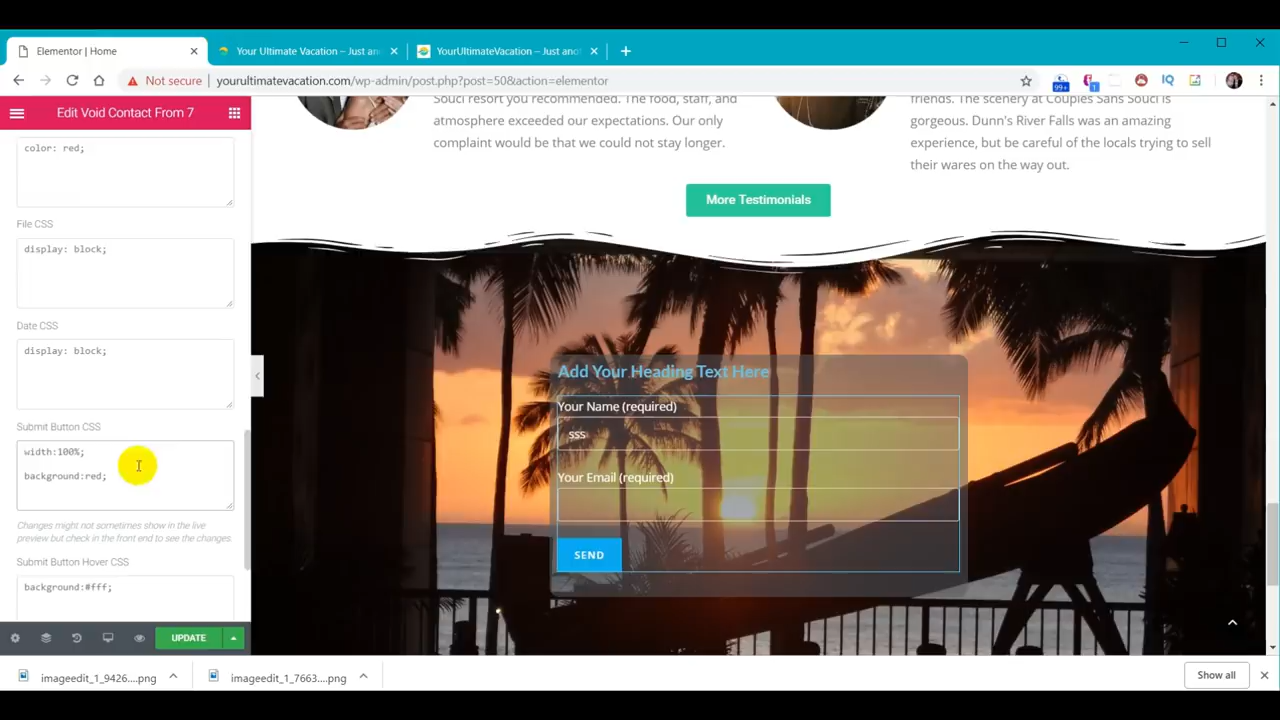 Elementor | Home
Your Ultimate Vacation – Just an
YourUltimateVacation – Just anot
Not secure
yourultimatevacation.com/wp-admin/post.php?post=50&action=elementor
99+
1
IQ
Edit Void Contact From 7
color: red;
File CSS
display: block;
Date CSS
display: block;
Submit Button CSS
width:100%;
background:red;
Changes might not sometimes show in the live
preview but check in the front end to see the changes.
Submit Button Hover CSS
background:#fff;
UPDATE
Souci resort you recommended. The food, staff, and
atmosphere exceeded our expectations. Our only
complaint would be that we could not stay longer.
friends. The scenery at Couples Sans Souci is
gorgeous. Dunn's River Falls was an amazing
experience, but be careful of the locals trying to sell
their wares on the way out.
More Testimonials
Add Your Heading Text Here
Your Name (required)
sss
Your Email (required)
SEND
imageedit_1_9426....png
imageedit_1_7663....png
Show all